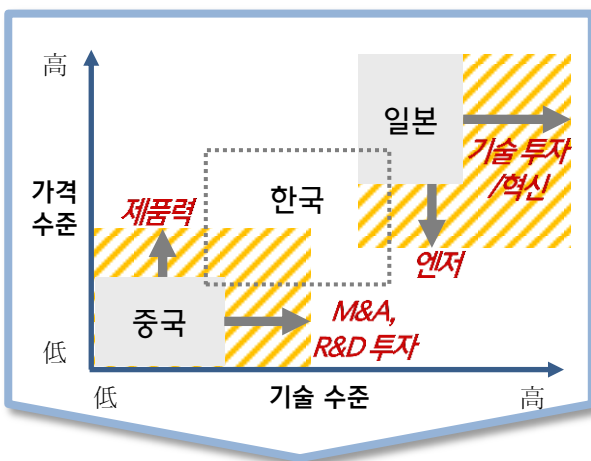 高
일본
기술 투자
/혁신
가격
수준
제품력
한국
엔저
중국
M&A,
R&D 투자
低
低
기술 수준
高